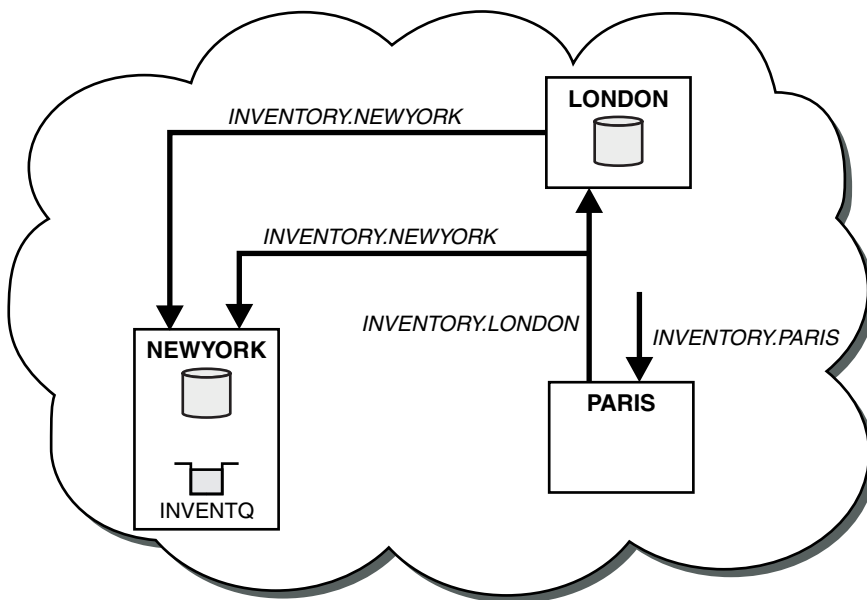 LONDON
INVENTORY.NEWYORK
INVENTORY.NEWYORK
INVENTORY.LONDON
INVENTORY.PARIS
NEWYORK
PARIS
INVENTQ